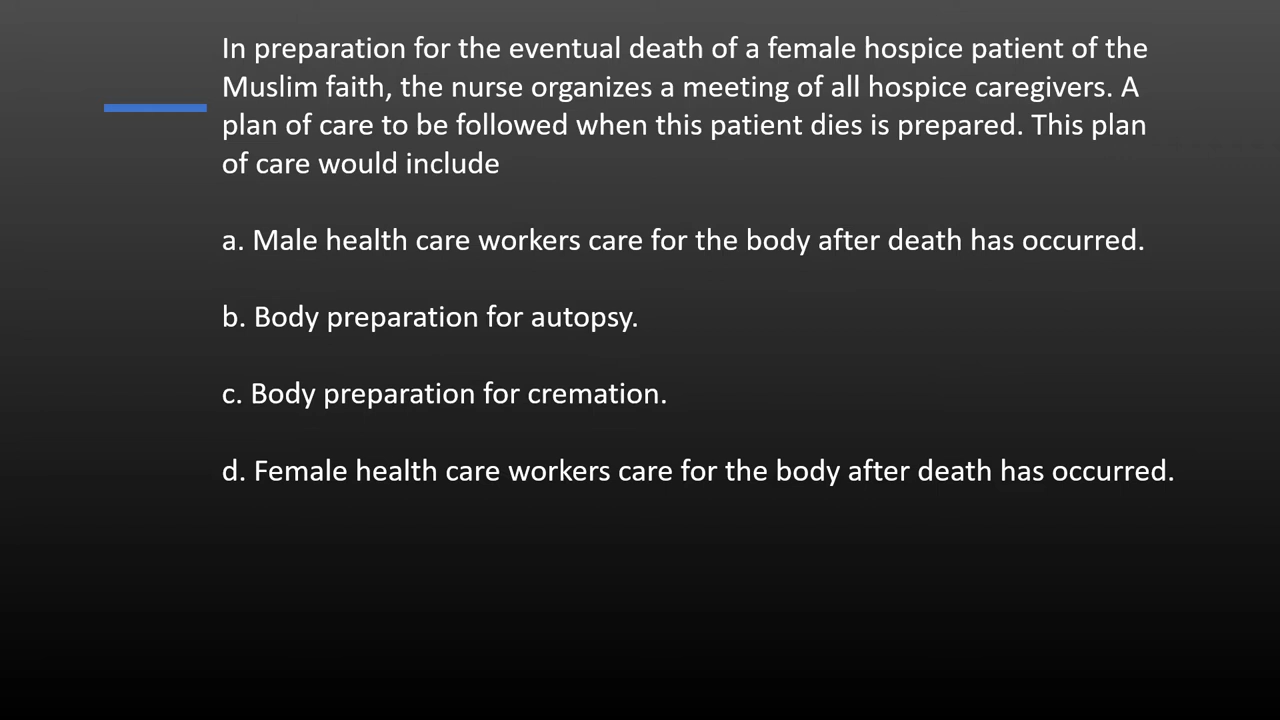 In preparation for the eventual death of a female hospice patient of the
Muslim faith, the nurse organizes a meeting of all hospice caregivers. A
plan of care to be followed when this patient dies is prepared. This plan
of care would include
a. Male health care workers care for the body after death has occurred.
b. Body preparation for autopsy.
c. Body preparation for cremation.
d. Female health care workers care for the body after death has occurred.